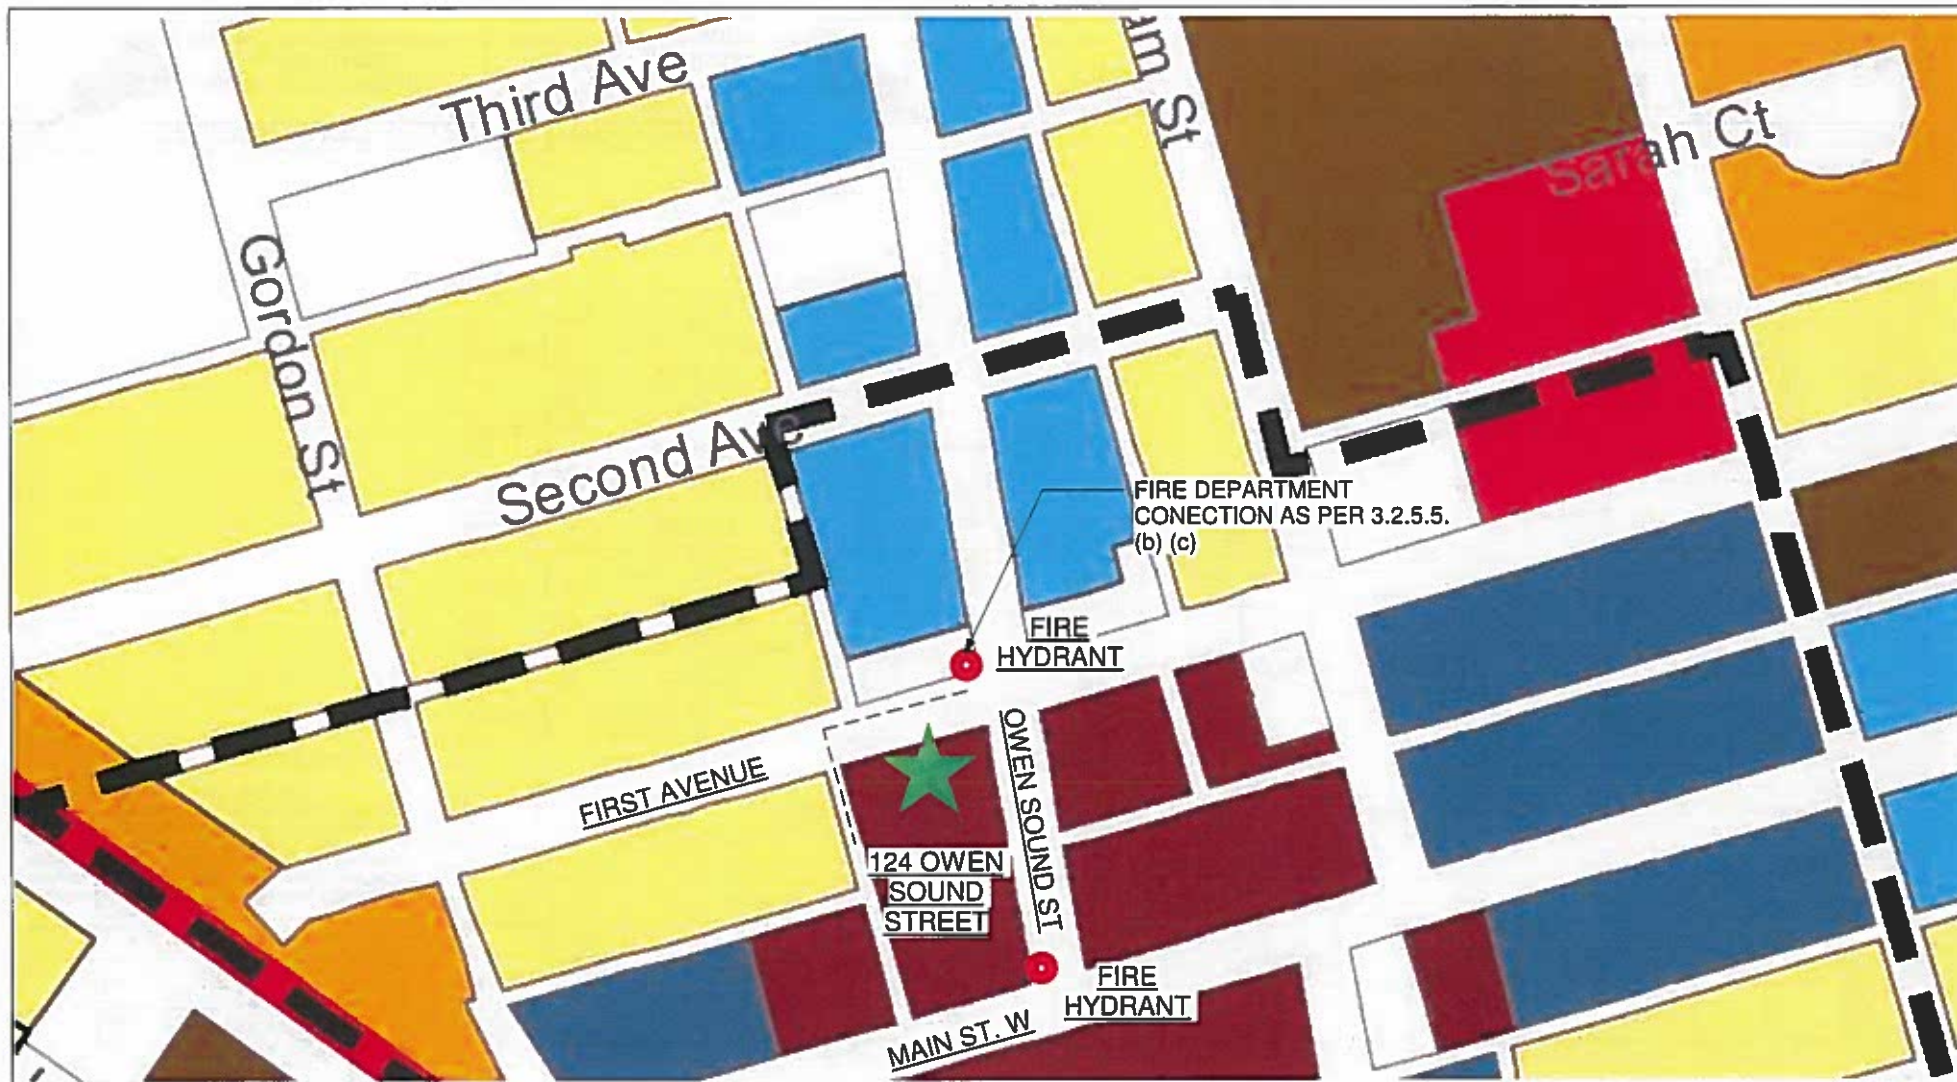 Third Ave
am St
Sarah Ct
Gordon St
Second Ave
FIRE DEPARTMENT
CONECTION AS PER 3.2.5.5.
(b) (c)
FIRE
HYDRANT
OWEN SOUND ST
FIRST AVENUE
124 OWEN
SOUND
STREET
FIRE
HYDRANT
MAIN ST. W